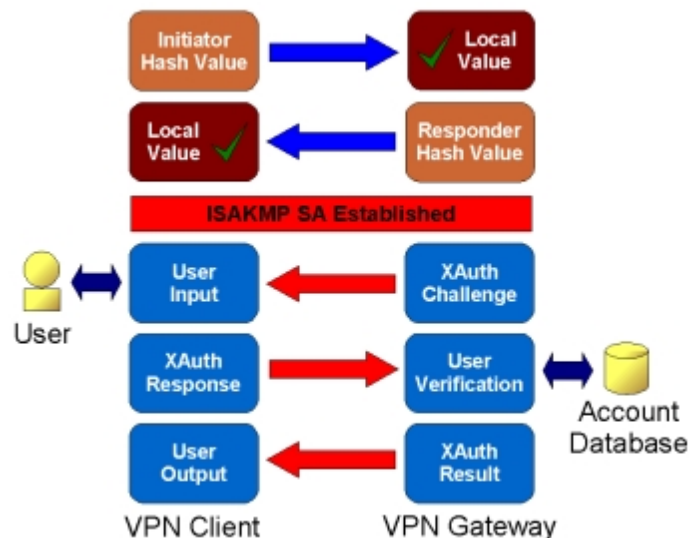 Initiator
Hash Value
Local
Value
Local
Value
Responder
Hash Value
ISAKMP SA Established
User
Input
XAuth
Challenge
User
XAuth
Response
User
Verification
Account
Database
User
Output
XAuth
Result
VPN Client
VPN Gateway